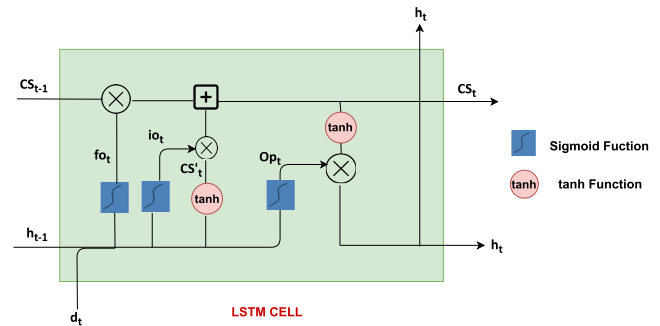 h_t
CS_t-1
CS_t
+
io_t
tanh
fo_t
Op_t
CS'_t
Sigmoid Fuction
tanh
tanh
tanh Function
h_t-1
h_t
d_t
LSTM CELL